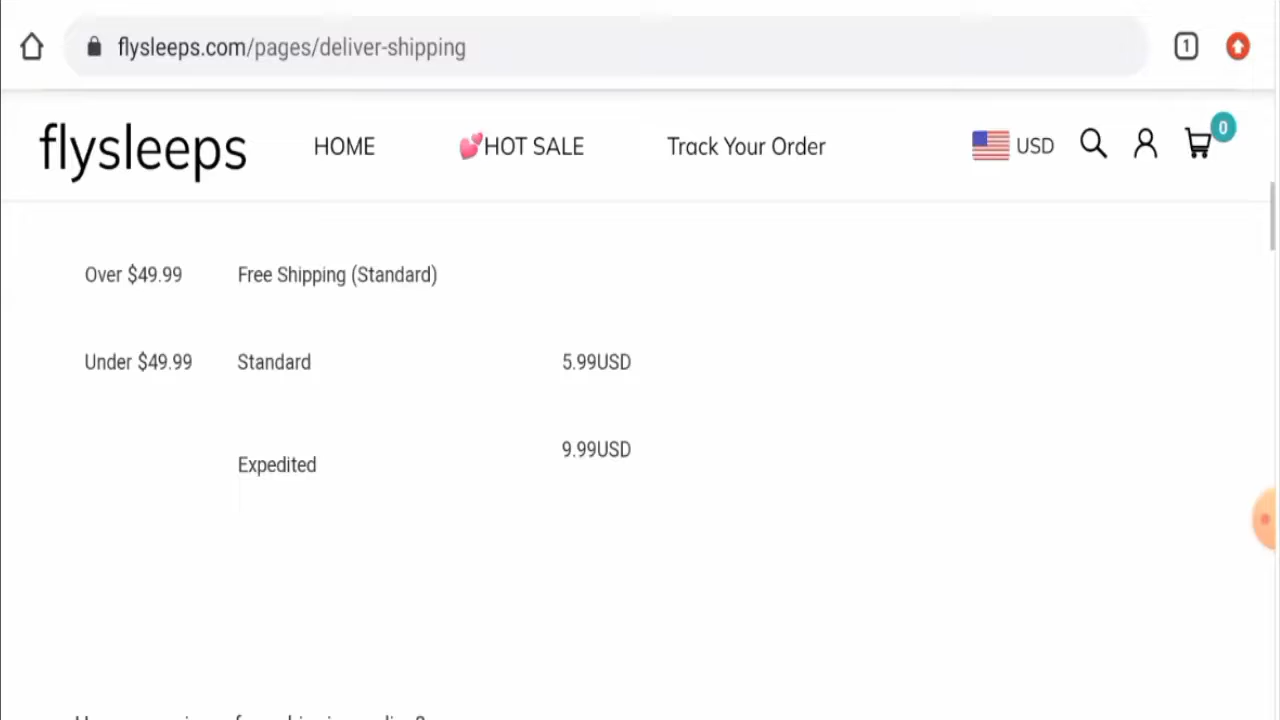 flysleeps.com/pages/deliver-shipping
1
flysleeps
HOME
💕HOT SALE
Track Your Order
USD
0
Over $49.99 Free Shipping (Standard)
Under $49.99 Standard 5.99USD
9.99USD
Expedited